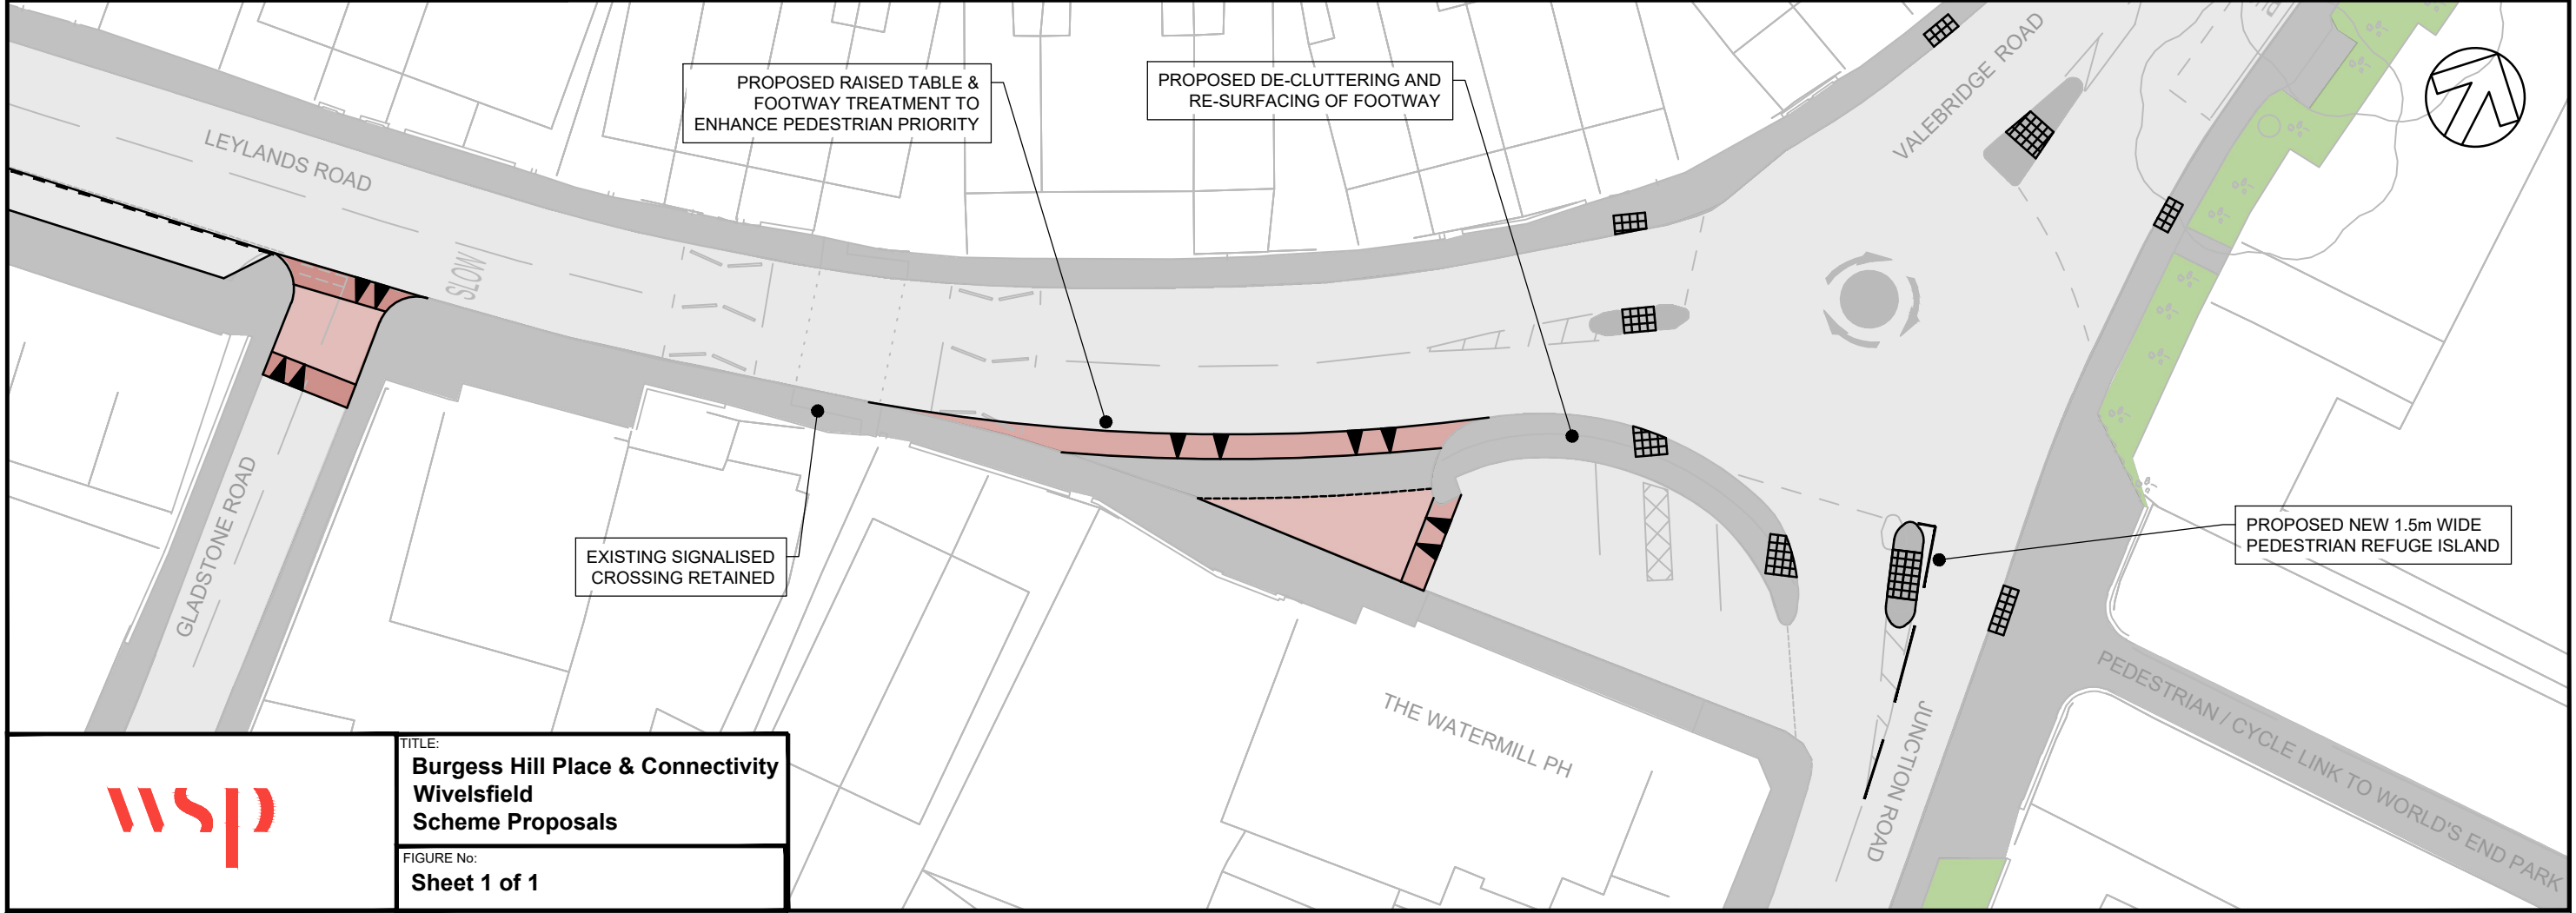 PROPOSED RAISED TABLE &
FOOTWAY TREATMENT TO
ENHANCE PEDESTRIAN PRIORITY
PROPOSED DE-CLUTTERING AND
RE-SURFACING OF FOOTWAY
VALEBRIDGE ROAD
LEYLANDS ROAD
SLOW
GLADSTONE ROAD
EXISTING SIGNALISED
CROSSING RETAINED
PROPOSED NEW 1.5m WIDE
PEDESTRIAN REFUGE ISLAND
THE WATERMILL PH
JUNCTION ROAD
PEDESTRIAN / CYCLE LINK TO WORLD'S END PARK
wsp
TITLE:
Burgess Hill Place & Connectivity
Wivelsfield
Scheme Proposals
FIGURE No:
Sheet 1 of 1